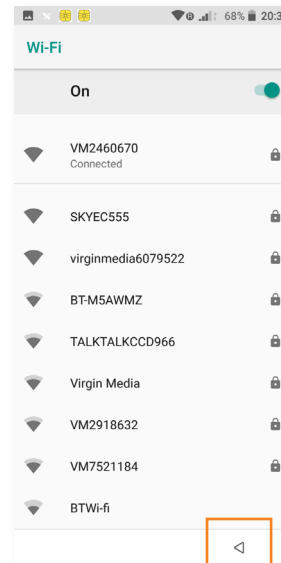 68% 20:3
Wi-Fi
On
VM2460670
Connected
SKYEC555
virginmedia6079522
BT-M5AWMZ
TALKTALKCCD966
Virgin Media
VM2918632
VM7521184
BTWi-fi